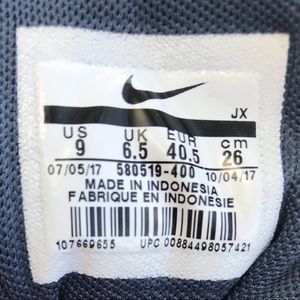 JX
US UK EUR cm
9 6.5 40.5 26
07/05/17 580519-400 10/04/17
MADE IN INDONESIA
FABRIQUE EN INDONESIE
107669655 UPC 00884498057421